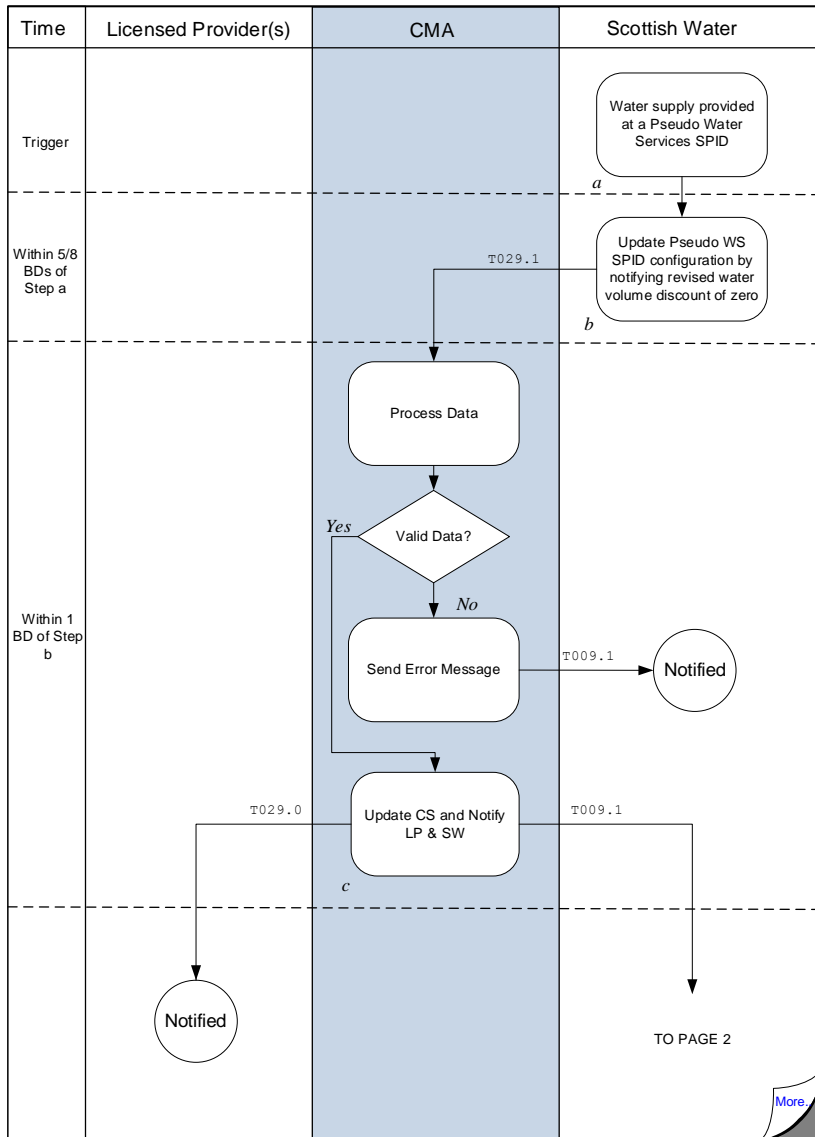 Time
Licensed Provider(s)
CMA
Scottish Water
Trigger
Water supply provided
at a Pseudo Water
Services SPID
a
Within 5/8
BDs of
Step a
Update Pseudo WS
SPID configuration by
notifying revised water
volume discount of zero
T029.1
b
Process Data
Valid Data?
Yes
No
Within 1
BD of Step
b
Send Error Message
T009.1
Notified
T029.0
Update CS and Notify
LP & SW
T009.1
c
Notified
TO PAGE 2
More..